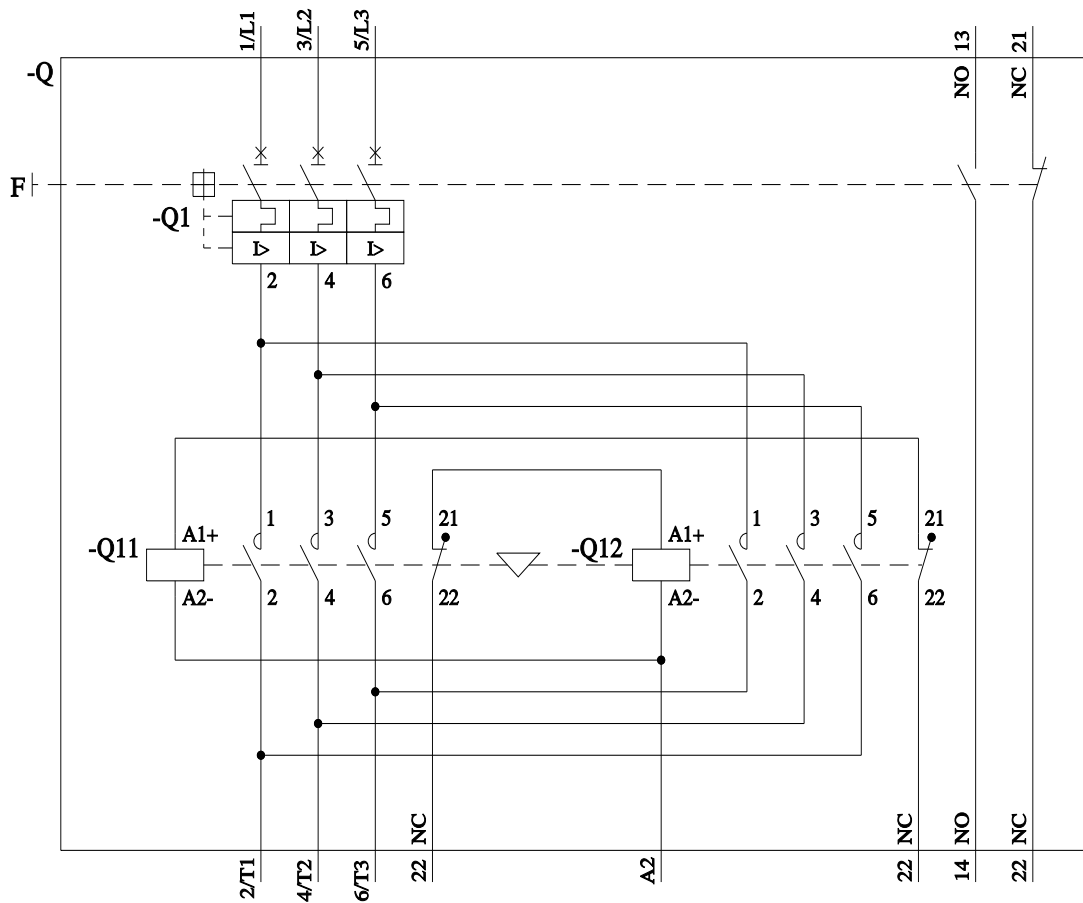 1/L1 3/L2 5/L3 13 21
-Q NO NC
F
-Q1
I> I> I>
2 4 6
1 3 5 21 1 3 5 21
-Q11 A1+ -Q12 A1+
A2- 2 4 6 22 A2- 2 4 6 22
NC NC NO NC
2/T1 4/T2 6/T3 22 A2 22 14 22